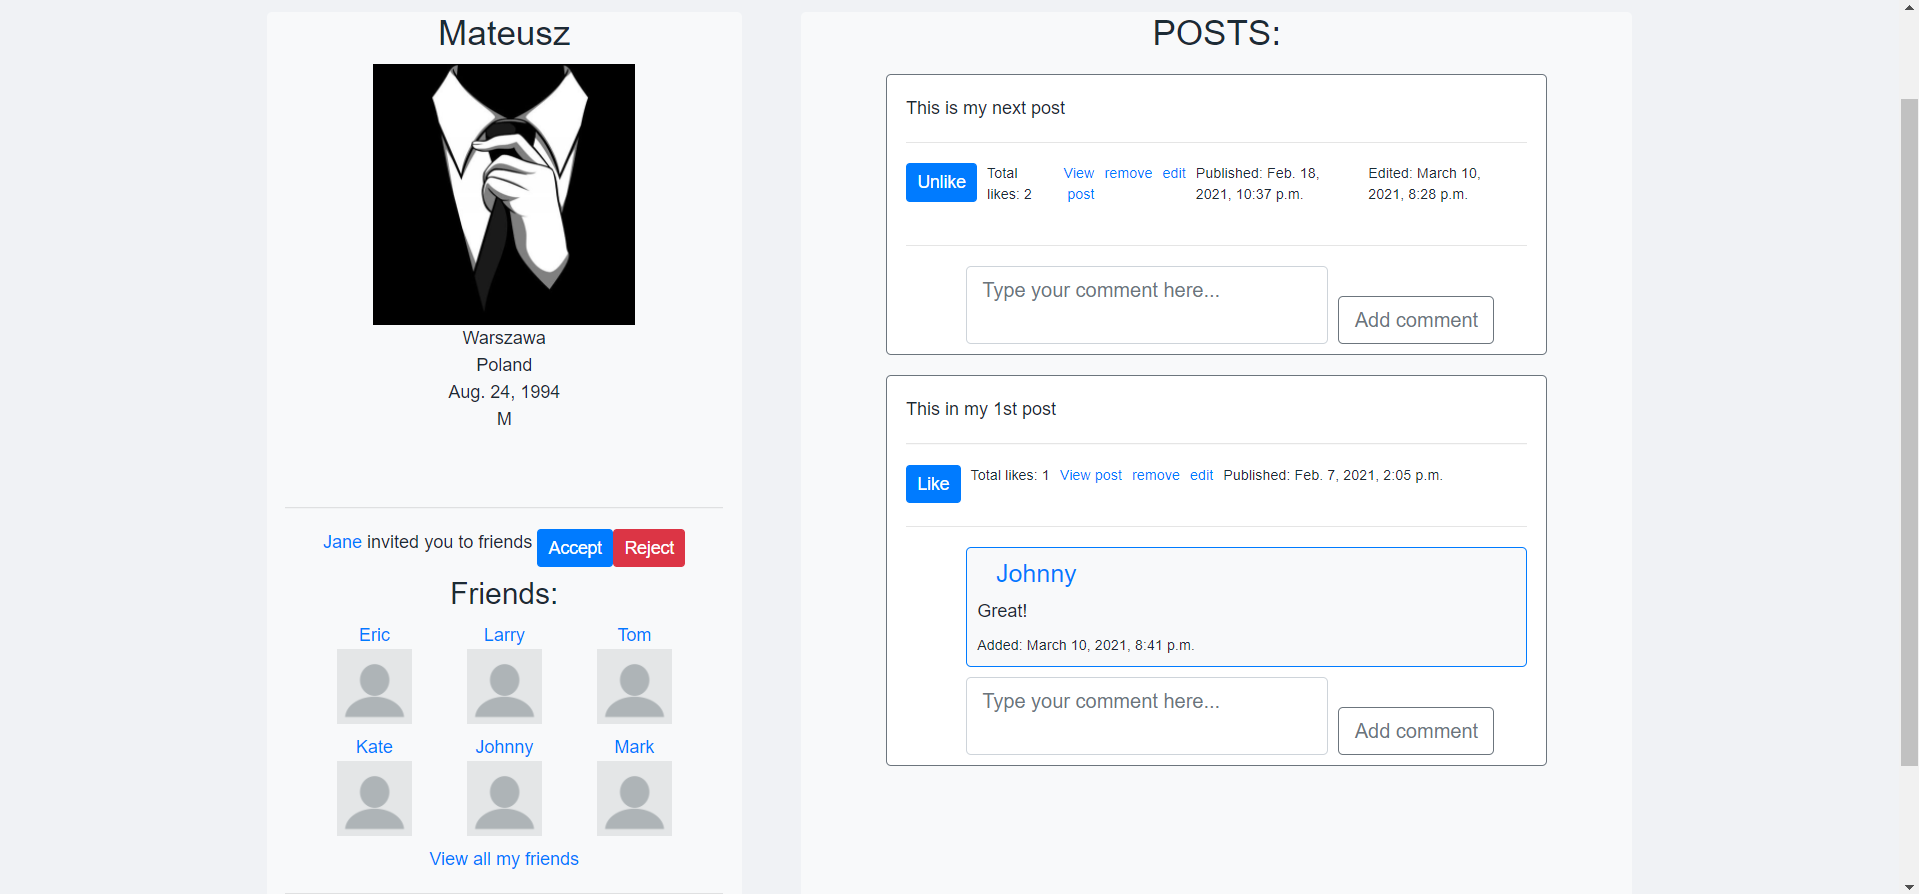 Mateusz
Warszawa
Poland
Aug. 24, 1994
M
Jane invited you to friends Accept Reject
Friends:
Eric Larry Tom
Kate Johnny Mark
View all my friends
POSTS:
This is my next post
Unlike Total View remove edit Published: Feb. 18, Edited: March 10,
likes: 2 post 2021, 10:37 p.m. 2021, 8:28 p.m.
Type your comment here...
Add comment
This in my 1st post
Like Total likes: 1 View post remove edit Published: Feb. 7, 2021, 2:05 p.m.
Johnny
Great!
Added: March 10, 2021, 8:41 p.m.
Type your comment here...
Add comment